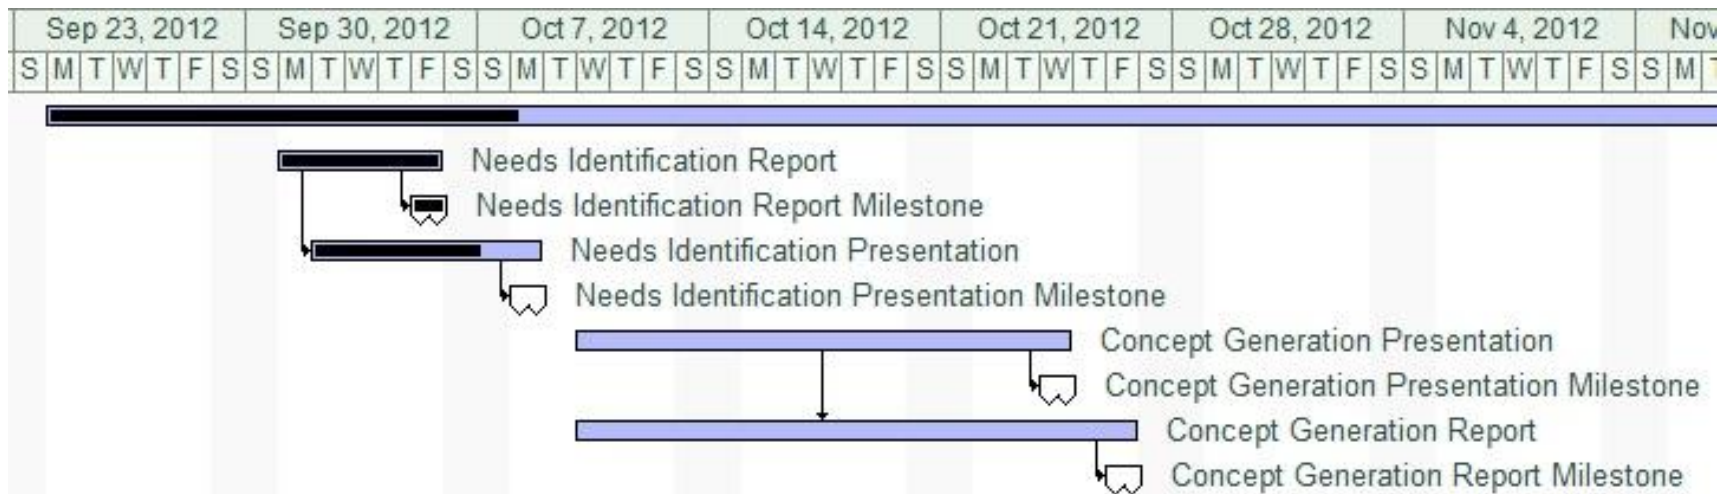 Sep 23, 2012 Sep 30, 2012 Oct 7, 2012 Oct 14, 2012 Oct 21, 2012 Oct 28, 2012 Nov 4, 2012 Nov
S M T W T F S S M T W T F S S M T W T F S S M T W T F S S M T W T F S S M T W T F S S M T W T F S S M T
Needs Identification Report
Needs Identification Report Milestone
Needs Identification Presentation
Needs Identification Presentation Milestone
Concept Generation Presentation
Concept Generation Presentation Milestone
Concept Generation Report
Concept Generation Report Milestone